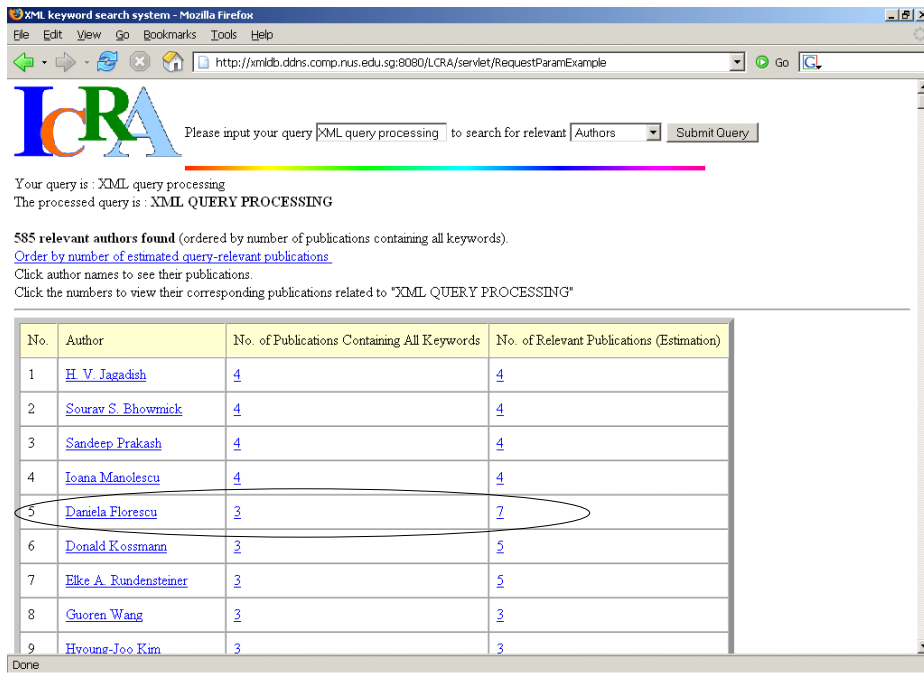 XML keyword search system - Mozilla Firefox
File Edit View Go Bookmarks Tools Help
http://xmldb.ddns.comp.nus.edu.sg:8080/LCRA/servlet/RequestParamExample Go G
ICRA Please input your query XML query processing to search for relevant Authors Submit Query
Your query is : XML query processing
The processed query is : XML QUERY PROCESSING
585 relevant authors found (ordered by number of publications containing all keywords).
Order by number of estimated query-relevant publications
Click author names to see their publications.
Click the numbers to view their corresponding publications related to "XML QUERY PROCESSING"
No. Author No. of Publications Containing All Keywords No. of Relevant Publications (Estimation)
1 H. V. Jagadish 4 4
2 Sourav S. Bhowmick 4 4
3 Sandeep Prakash 4 4
4 Ioana Manolescu 4 4
5 Daniela Florescu 3 7
6 Donald Kossmann 3 5
7 Elke A. Rundensteiner 3 5
8 Guoren Wang 3 3
9 Hyoung-Joo Kim 3 3
Done